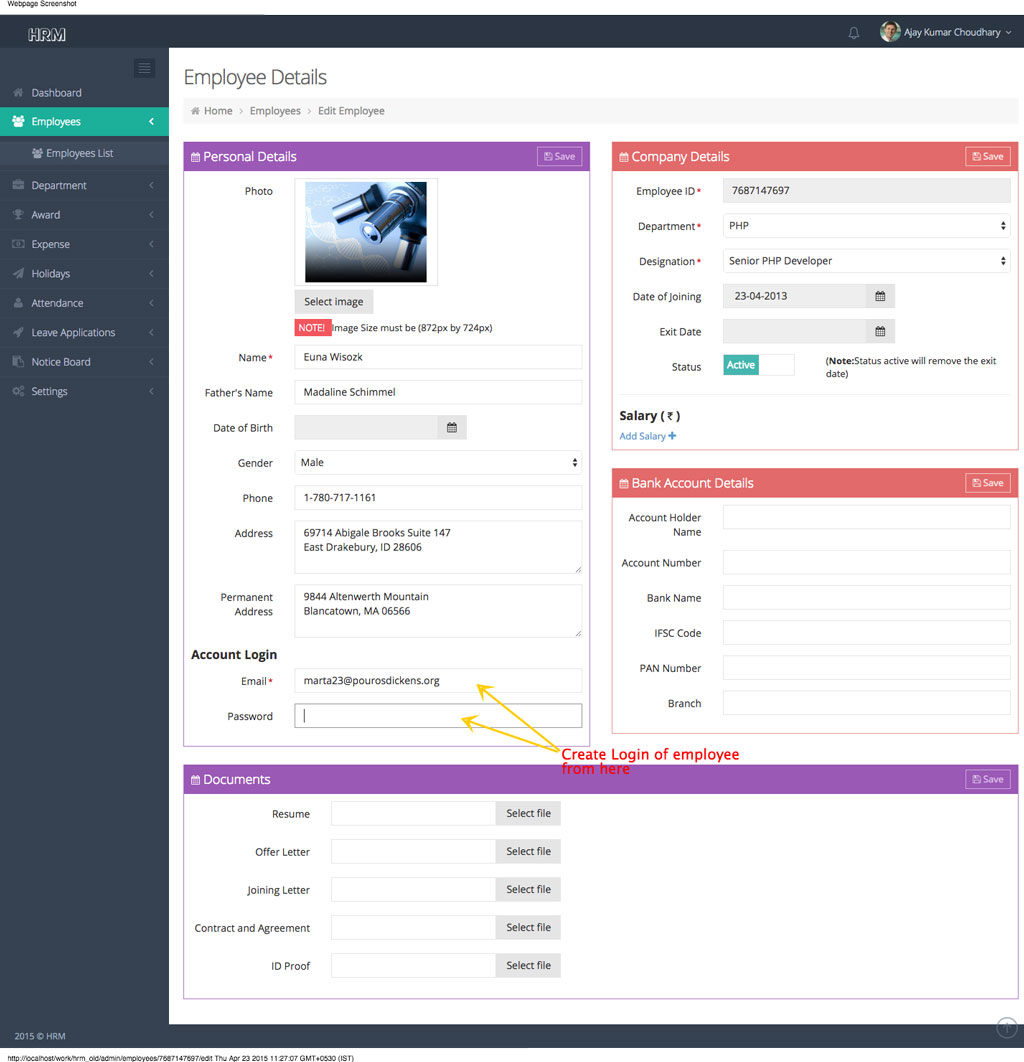 Webpage Screenshot
HRM
Ajay Kumar Choudhary
Dashboard
Employees
Employees List
Department
Award
Expense
Holidays
Attendance
Leave Applications
Notice Board
Settings
Employee Details
Home > Employees > Edit Employee
Personal Details
Save
Photo
Select image
NOTE! Image Size must be (872px by 724px)
Name* Euna Wisozk
Father's Name Madaline Schimmel
Date of Birth
Gender Male
Phone 1-780-717-1161
Address 69714 Abigale Brooks Suite 147
East Drakebury, ID 28606
Permanent Address 9844 Altenwerth Mountain
Blancatown, MA 06566
Account Login
Email* marta23@pourosdickens.org
Password
Create Login of employee
from here
Company Details
Save
Employee ID* 7687147697
Department* PHP
Designation* Senior PHP Developer
Date of Joining 23-04-2013
Exit Date
Status Active (Note:Status active will remove the exit
date)
Salary ( ₹ )
Add Salary +
Bank Account Details
Save
Account Holder
Name
Account Number
Bank Name
IFSC Code
PAN Number
Branch
Documents
Save
Resume Select file
Offer Letter Select file
Joining Letter Select file
Contract and Agreement Select file
ID Proof Select file
2015 © HRM
http://localhost/work/hrm_old/admin/employees/7687147697/edit Thu Apr 23 2015 11:27:07 GMT+0530 (IST)